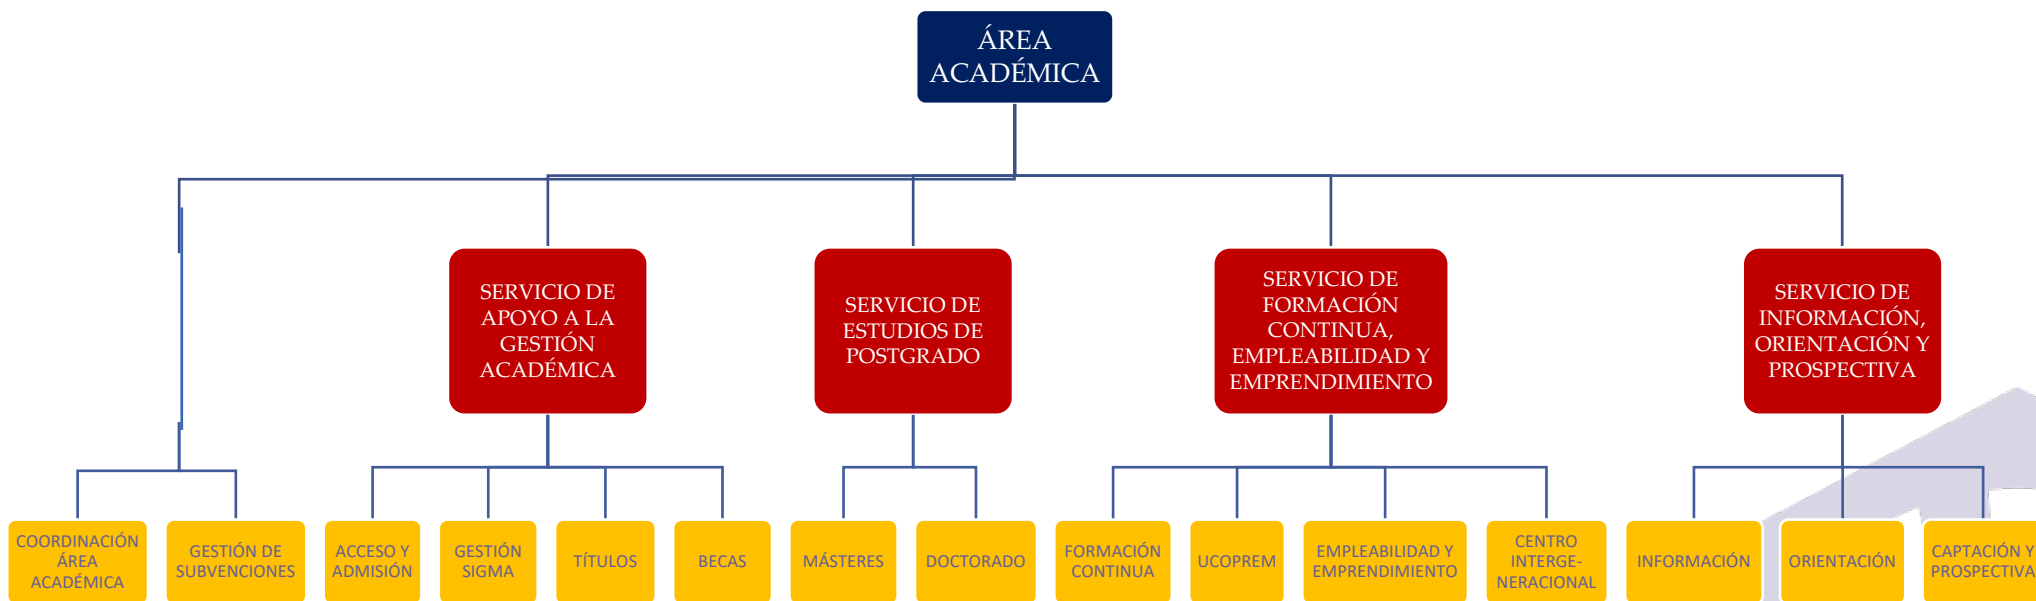 ÁREA
ACADÉMICA
SERVICIO DE
APOYO A LA
GESTIÓN
ACADÉMICA
SERVICIO DE
ESTUDIOS DE
POSTGRADO
SERVICIO DE
FORMACIÓN
CONTINUA,
EMPLEABILIDAD Y
EMPRENDIMIENTO
SERVICIO DE
INFORMACIÓN,
ORIENTACIÓN Y
PROSPECTIVA
COORDINACIÓN
ÁREA
ACADÉMICA
GESTIÓN DE
SUBVENCIONES
ACCESO Y
ADMISIÓN
GESTIÓN
SIGMA
TÍTULOS
BECAS
MÁSTERES
DOCTORADO
FORMACIÓN
CONTINUA
UCOPREM
EMPLEABILIDAD Y
EMPRENDIMIENTO
CENTRO
INTERGE-
NERACIONAL
INFORMACIÓN
ORIENTACIÓN
CAPTACIÓN Y
PROSPECTIVA